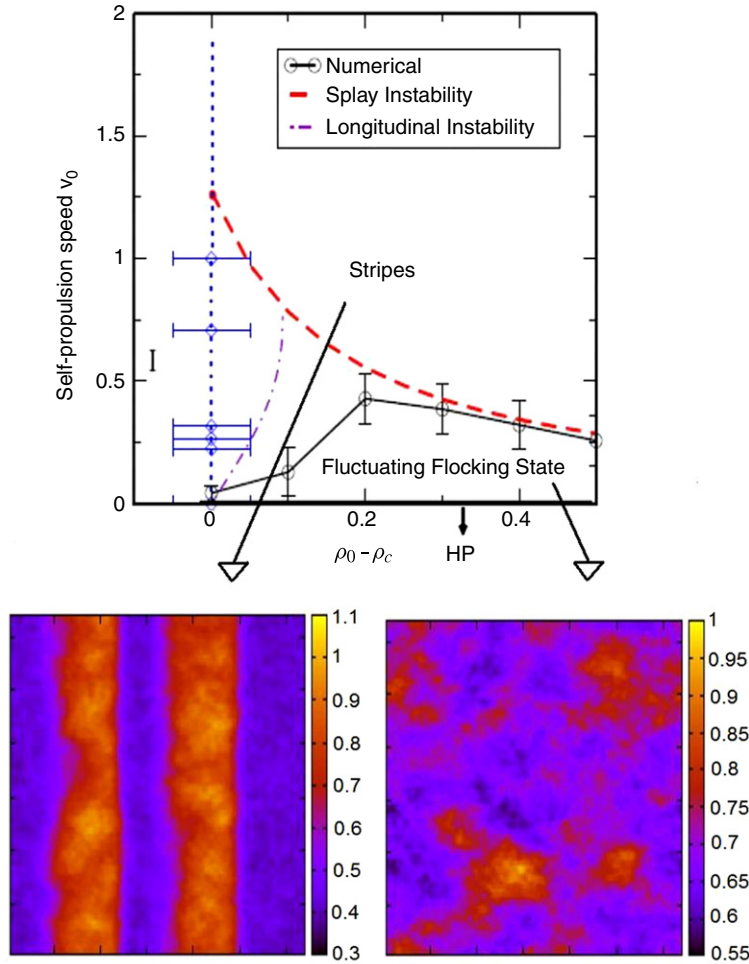 2
Numerical
Splay Instability
Longitudinal Instability
1.5
Self-propulsion speed v₀
1
Stripes
I
0.5
Fluctuating Flocking State
0
0 0.2 0.4
ρ₀ – ρc HP
1.1
1
0.9
0.8
0.7
0.6
0.5
0.4
0.3
1
0.95
0.9
0.85
0.8
0.75
0.7
0.65
0.6
0.55